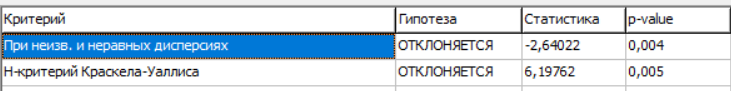 Критерий Гипотеза Статистика p-value
При неизв. и неравных дисперсиях ОТКЛОНЯЕТСЯ -2,64022 0,004
H-критерий Краскела-Уаллиса ОТКЛОНЯЕТСЯ 6,19762 0,005